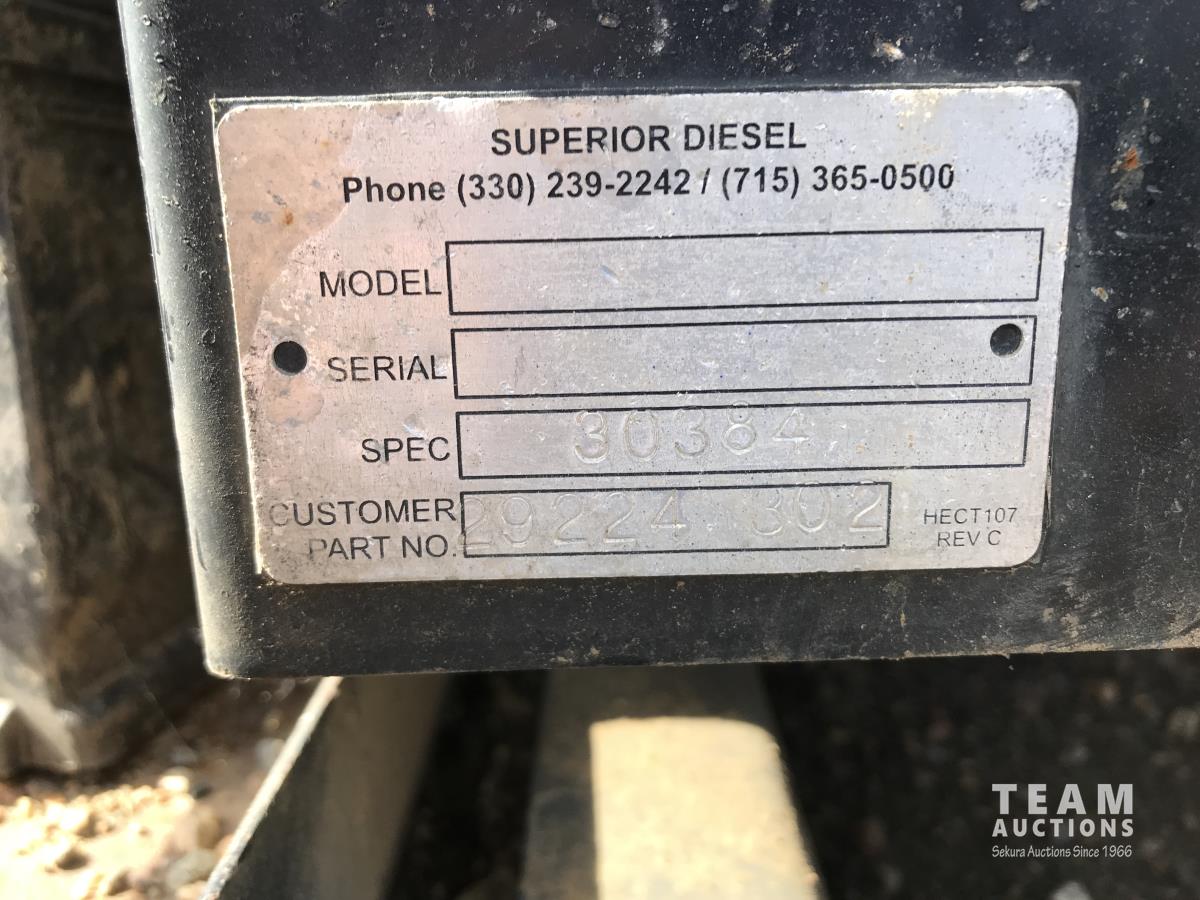 SUPERIOR DIESEL
Phone (330) 239-2242 / (715) 365-0500
MODEL
SERIAL
SPEC 30384
CUSTOMER
PART NO. 29224 302
HECT107
REV C
TEAM
AUCTIONS
Sekura Auctions Since 1966